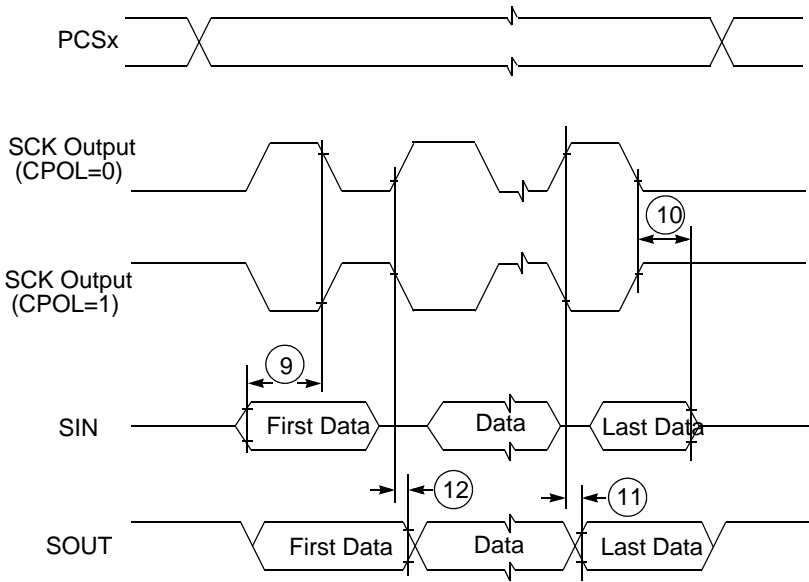 PCSx
SCK Output
(CPOL=0)
10
SCK Output
(CPOL=1)
9
SIN
First Data
Data
Last Data
12
11
SOUT
First Data
Data
Last Data